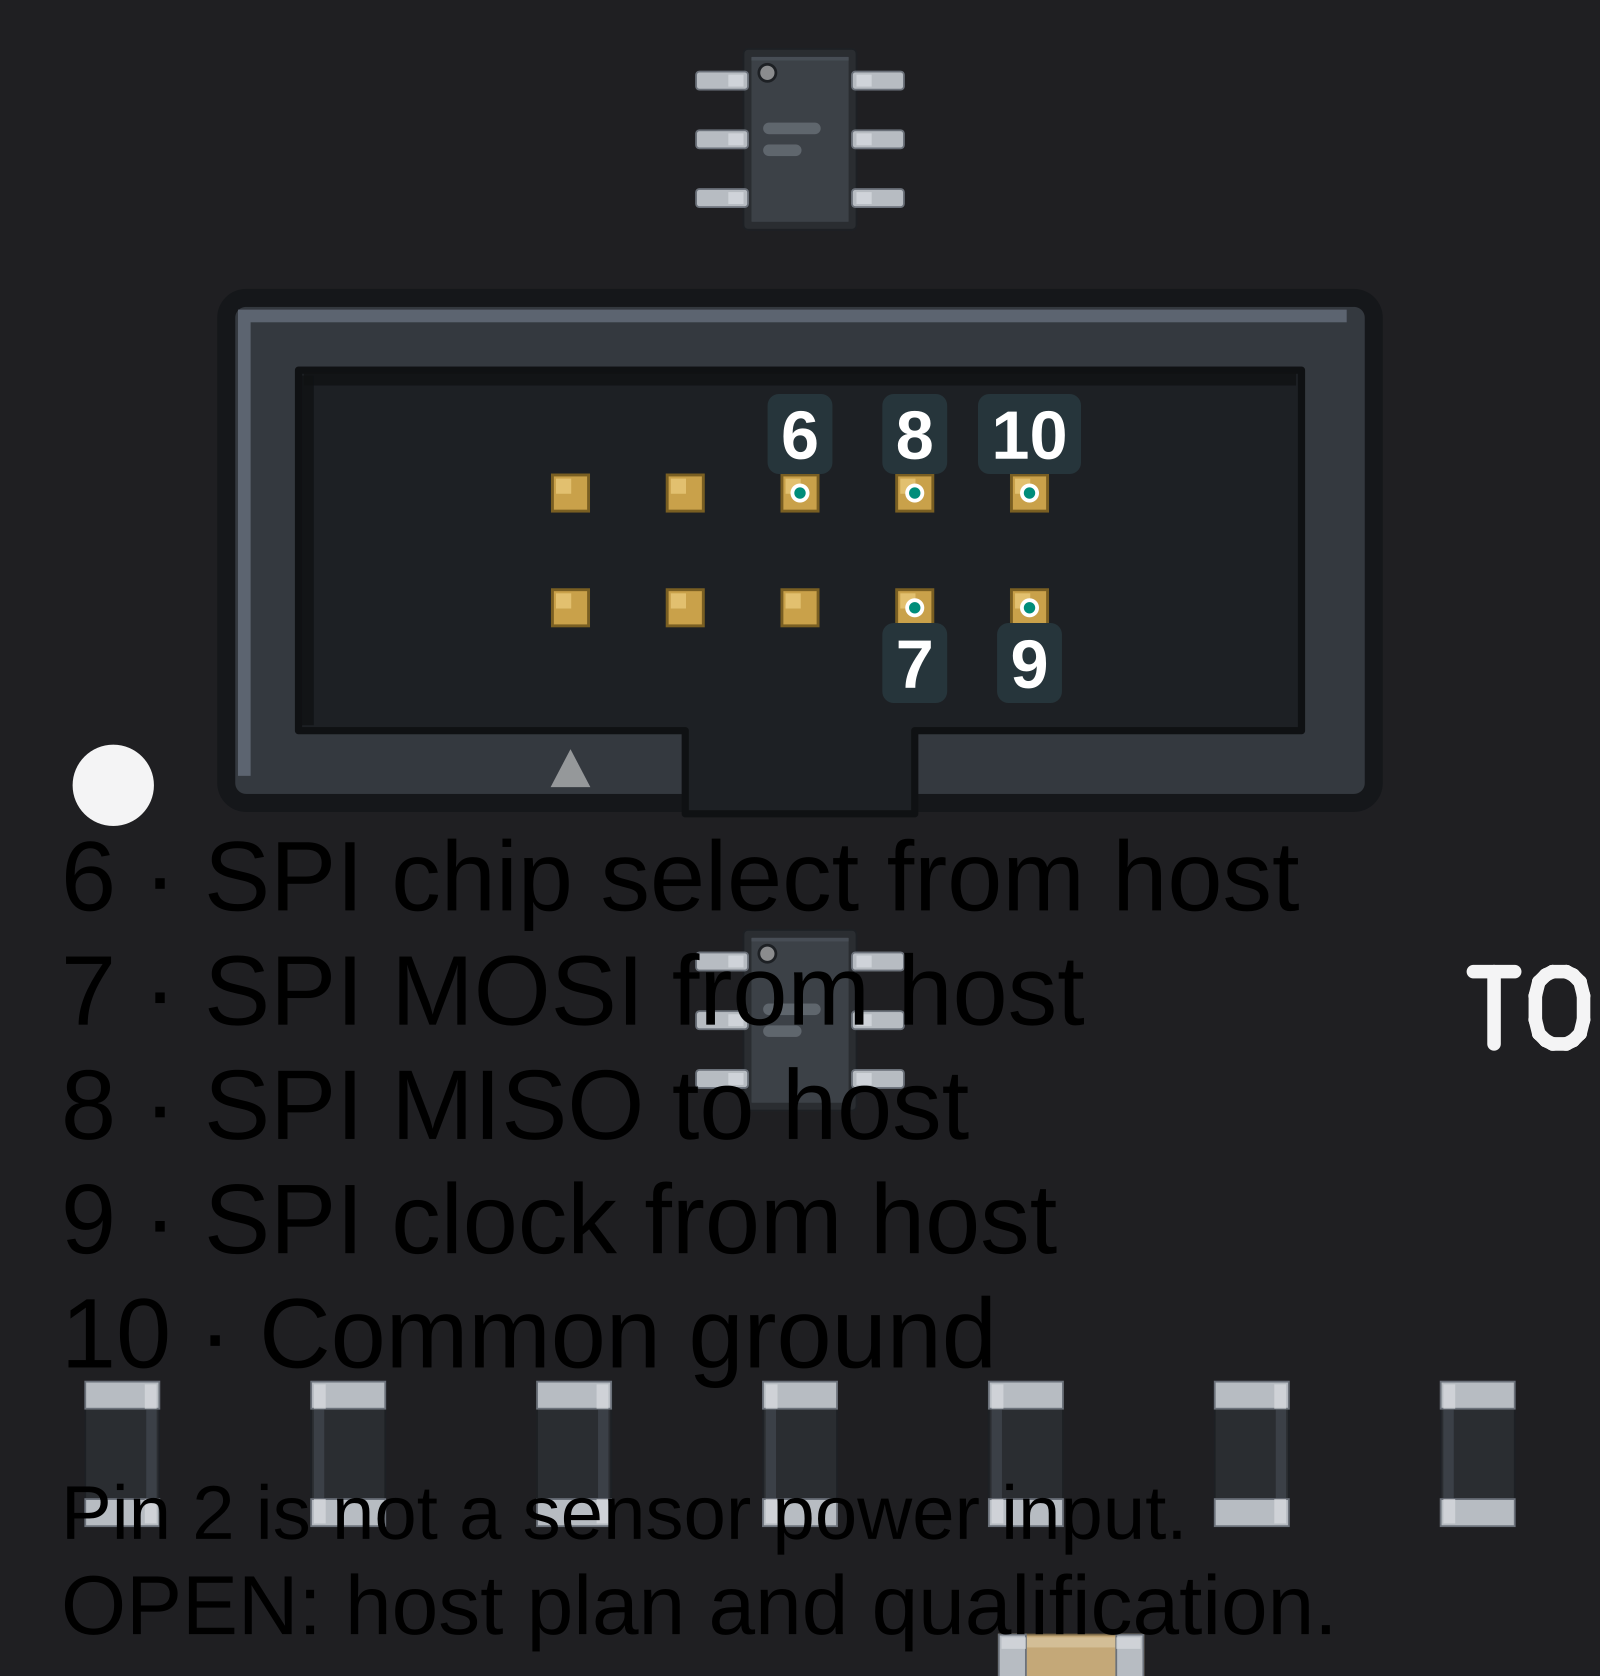 6 8 10
7 9
6 · SPI chip select from host
7 · SPI MOSI from host
TO
8 · SPI MISO to host
9 · SPI clock from host
10 · Common ground
Pin 2 is not a sensor power input.
OPEN: host plan and qualification.